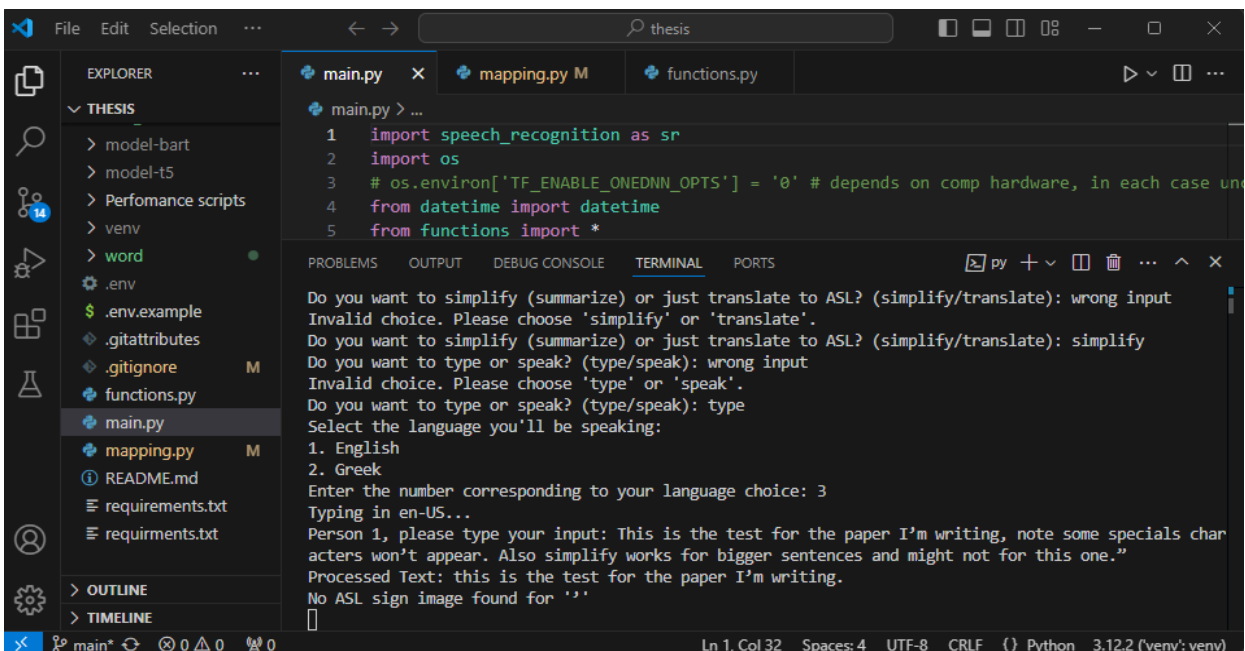 File Edit Selection ··· thesis
EXPLORER ···
THESIS
model-bart
model-t5
Perfomance scripts
venv
word
.env
$ .env.example
.gitattributes
.gitignore M
functions.py
main.py
mapping.py M
README.md
requirements.txt
requirments.txt
OUTLINE
TIMELINE
14
main.py × mapping.py M functions.py
main.py > ...
1 import speech_recognition as sr
2 import os
3 # os.environ['TF_ENABLE_ONEDNN_OPTS'] = '0' # depends on comp hardware, in each case
4 from datetime import datetime
5 from functions import *
PROBLEMS OUTPUT DEBUG CONSOLE TERMINAL PORTS py
Do you want to simplify (summarize) or just translate to ASL? (simplify/translate): wrong input
Invalid choice. Please choose 'simplify' or 'translate'.
Do you want to simplify (summarize) or just translate to ASL? (simplify/translate): simplify
Do you want to type or speak? (type/speak): wrong input
Invalid choice. Please choose 'type' or 'speak'.
Do you want to type or speak? (type/speak): type
Select the language you'll be speaking:
1. English
2. Greek
Enter the number corresponding to your language choice: 3
Typing in en-US...
Person 1, please type your input: This is the test for the paper I’m writing, note some specials char
acters won’t appear. Also simplify works for bigger sentences and might not for this one.”
Processed Text: this is the test for the paper I’m writing.
No ASL sign image found for '’'
main* 0 0 0 Ln 1, Col 32 Spaces: 4 UTF-8 CRLF {} Python 3.12.2 ('venv': venv)